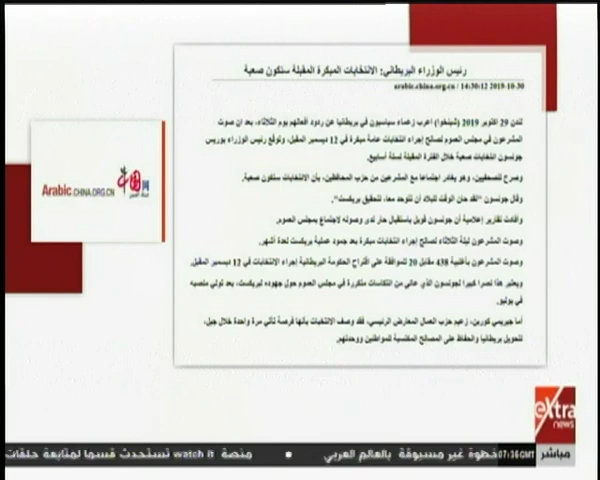 رئيس الوزراء البريطاني: الانتخابات المبكرة المقبلة ستكون صعبة
arabic.china.org.cn / 14:30:12 2019-10-30
لندن 29 أكتوبر 2019 (شينخوا) أعرب زعماء سياسيون في بريطانيا عن ردود أفعالهم يوم الثلاثاء، بعد ان صوت
المشرعون في مجلس العموم لصالح إجراء انتخابات عامة مبكرة في 12 ديسمبر المقبل، وتوقع رئيس الوزراء بوريس
جونسون انتخابات صعبة خلال الفترة المقبلة لستة أسابيع.
وصرح للصحفيين، وهو يغادر اجتماعا مع المشرعين من حزب المحافظين، بأن الانتخابات ستكون صعبة.
وقال جونسون "لقد حان الوقت للبلاد أن تتوحد معا، لتحقيق بريكست".
وأفادت تقارير إعلامية أن جونسون قوبل باستقبال حار لدى وصوله لاجتماع بمجلس العموم.
وصوت المشرعون ليلة الثلاثاء لصالح إجراء انتخابات مبكرة بعد جمود عملية بريكست لعدة أشهر.
وصوت المشرعون بأغلبية 438 مقابل 20 للموافقة على اقتراح الحكومة البريطانية إجراء الانتخابات في 12 ديسمبر المقبل.
ويعتبر هذا نصرا كبيرا لجونسون الذي عانى من انتكاسات متكررة في مجلس العموم حول جهوده لبريكست، بعد تولي منصبه
في يوليو.
أما جيريمي كوربن، زعيم حزب العمال المعارض الرئيسي، فقد وصف الانتخابات بأنها فرصة تأتي مرة واحدة خلال جيل،
لتحويل بريطانيا والحفاظ على المصالح المكتسبة للمواطنين ووحدتهم.
Arabic.CHINA.ORG.CN
中国网
extra
news
مباشر
07:36GMT خطوة غير مسبوقة بالعالم العربي • منصة watch it تستحدث قسما لمتابعة حلقات